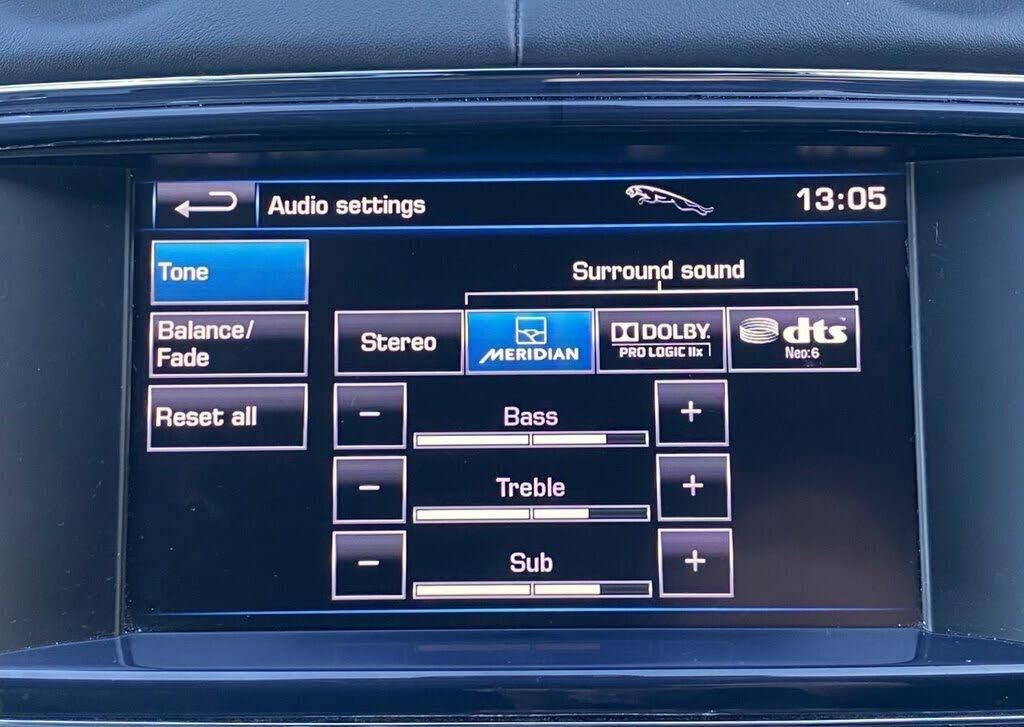 Audio settings
13:05
Tone
Surround sound
Balance/
Fade
Stereo
MERIDIAN
DOLBY
PRO LOGIC IIx
dts
Neo:6
Reset all
−
Bass
+
−
Treble
+
−
Sub
+